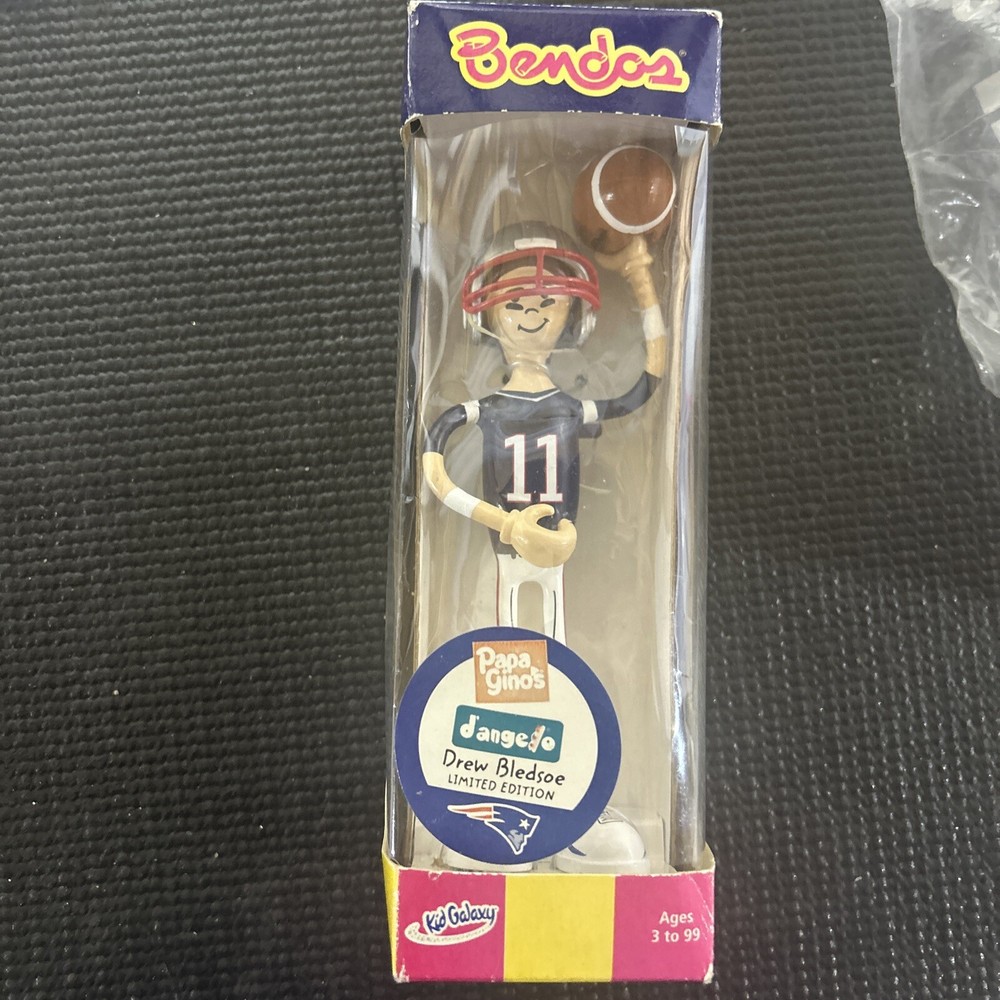 Bendos
11
Papa
Gino's
d'angelo
Drew Bledsoe
LIMITED EDITION
Kid Galaxy
Ages
3 to 99